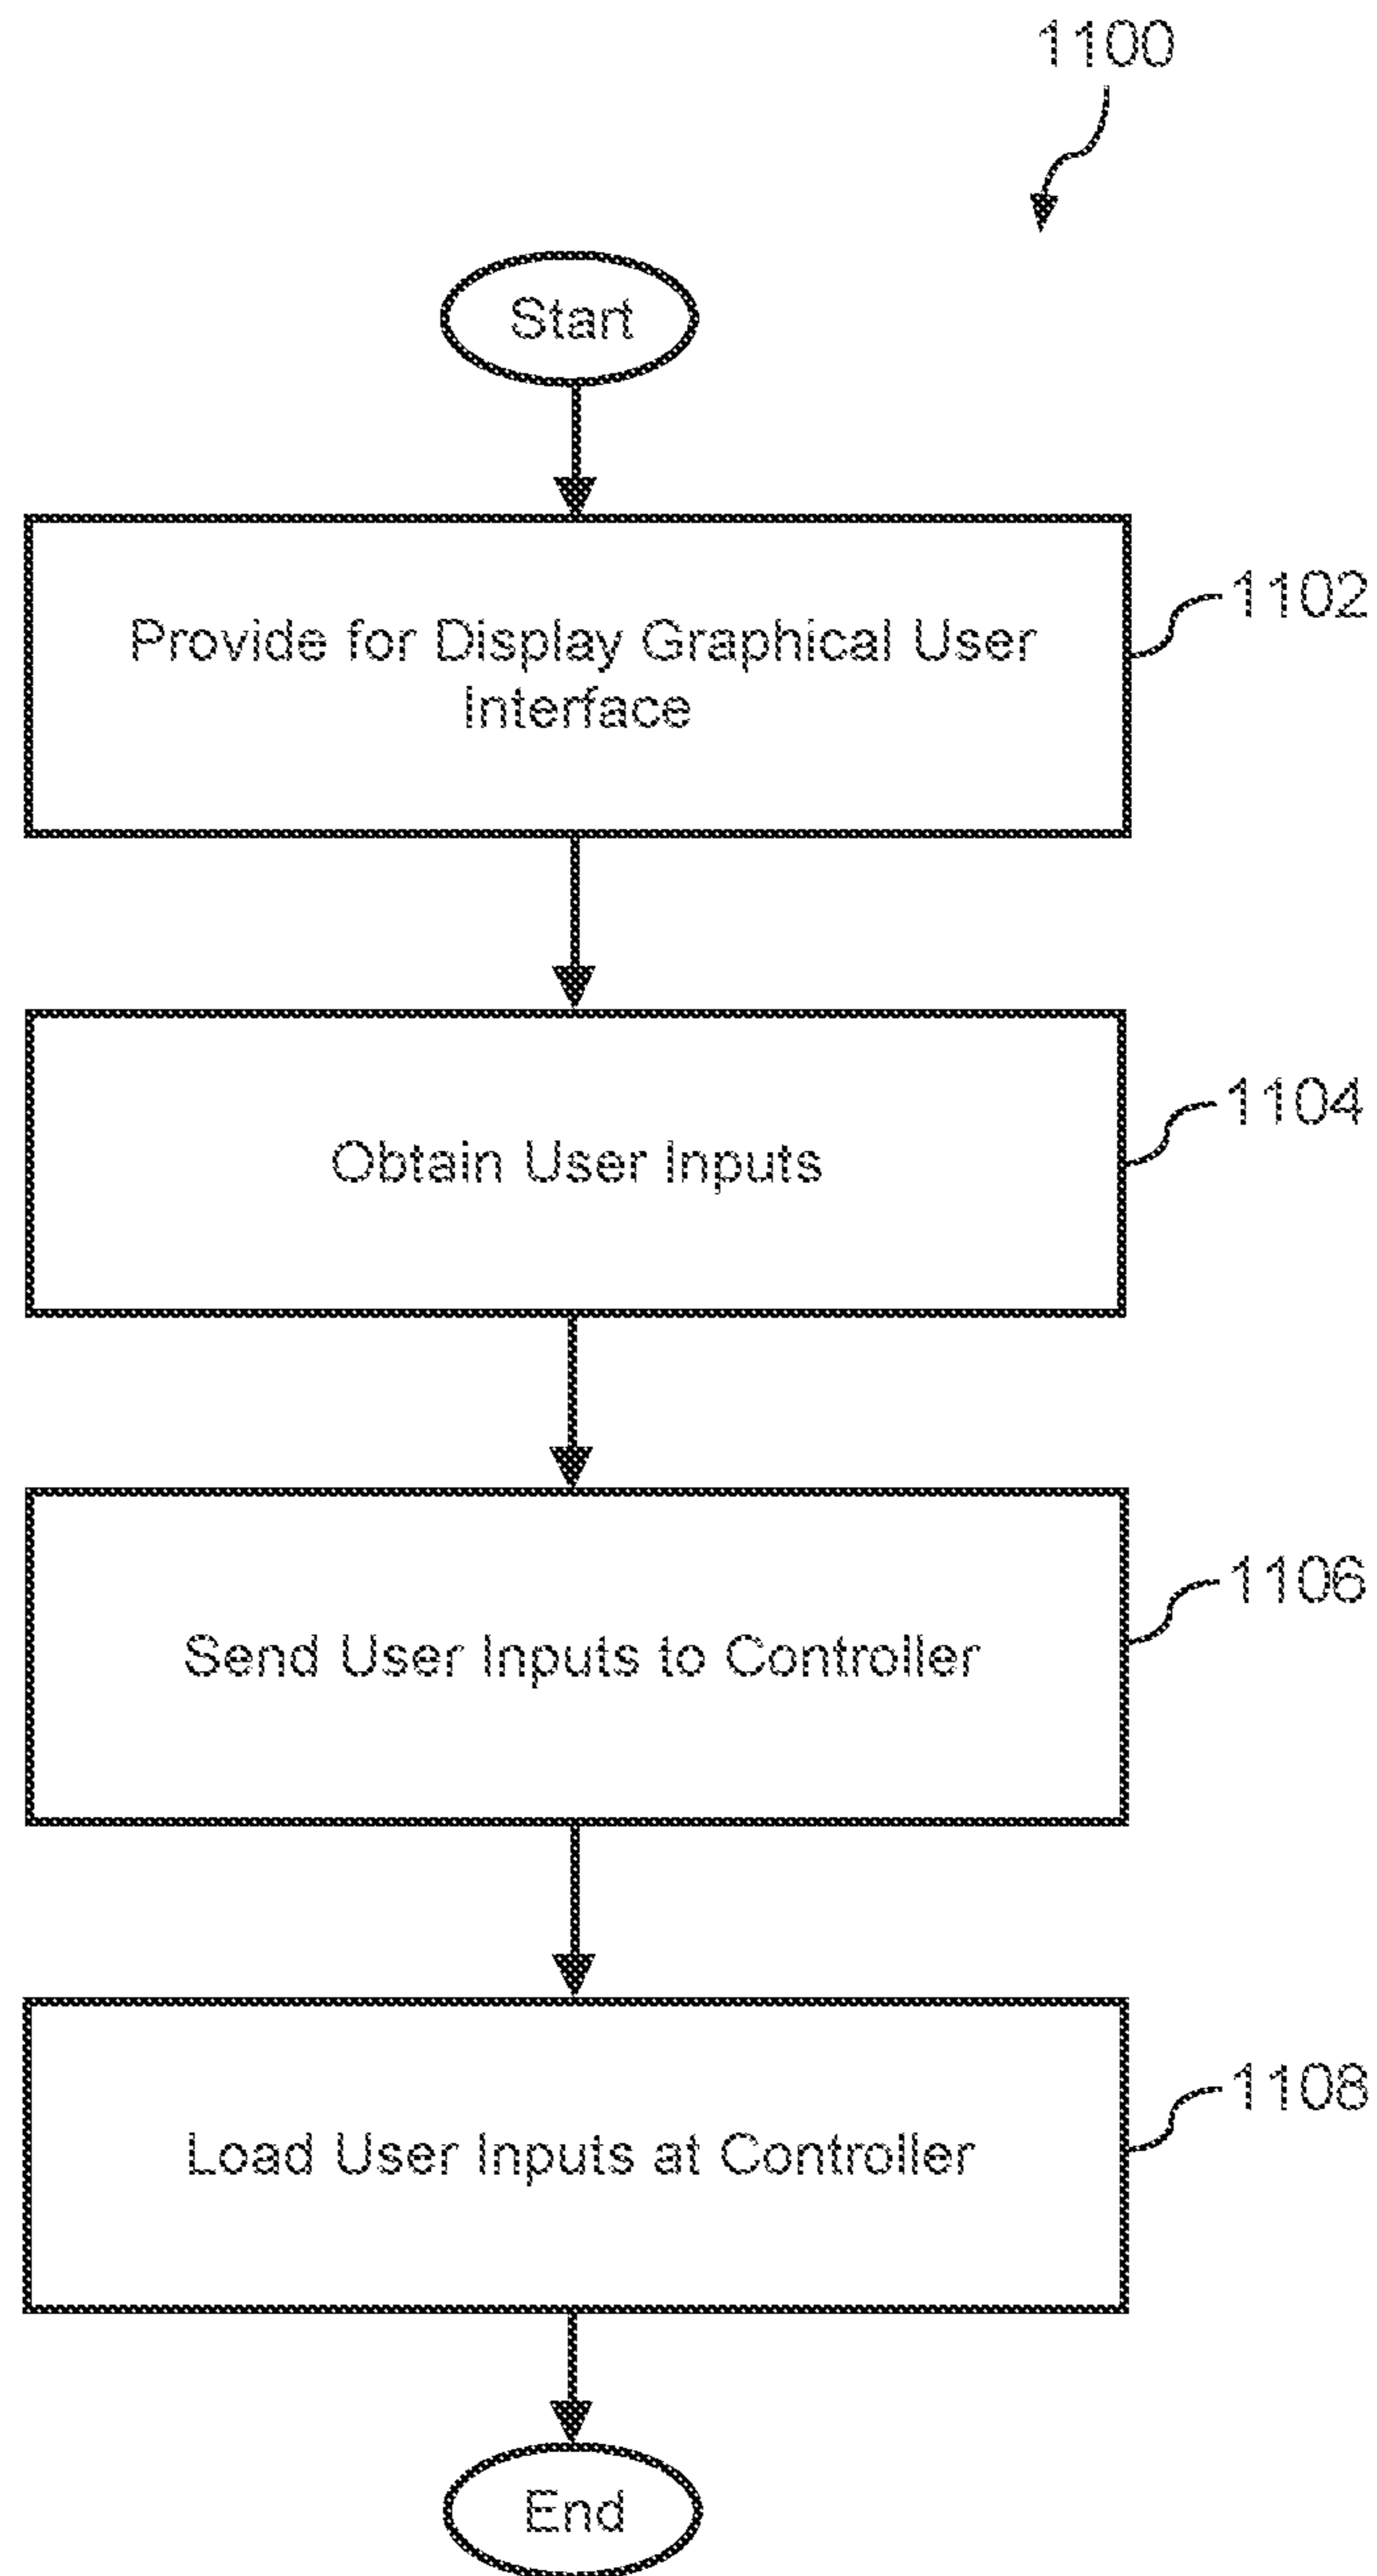 1100
Start
Provide for Display Graphical User
Interface
1102
Obtain User Inputs
1104
Send User Inputs to Controller
1106
Load User Inputs at Controller
1108
End